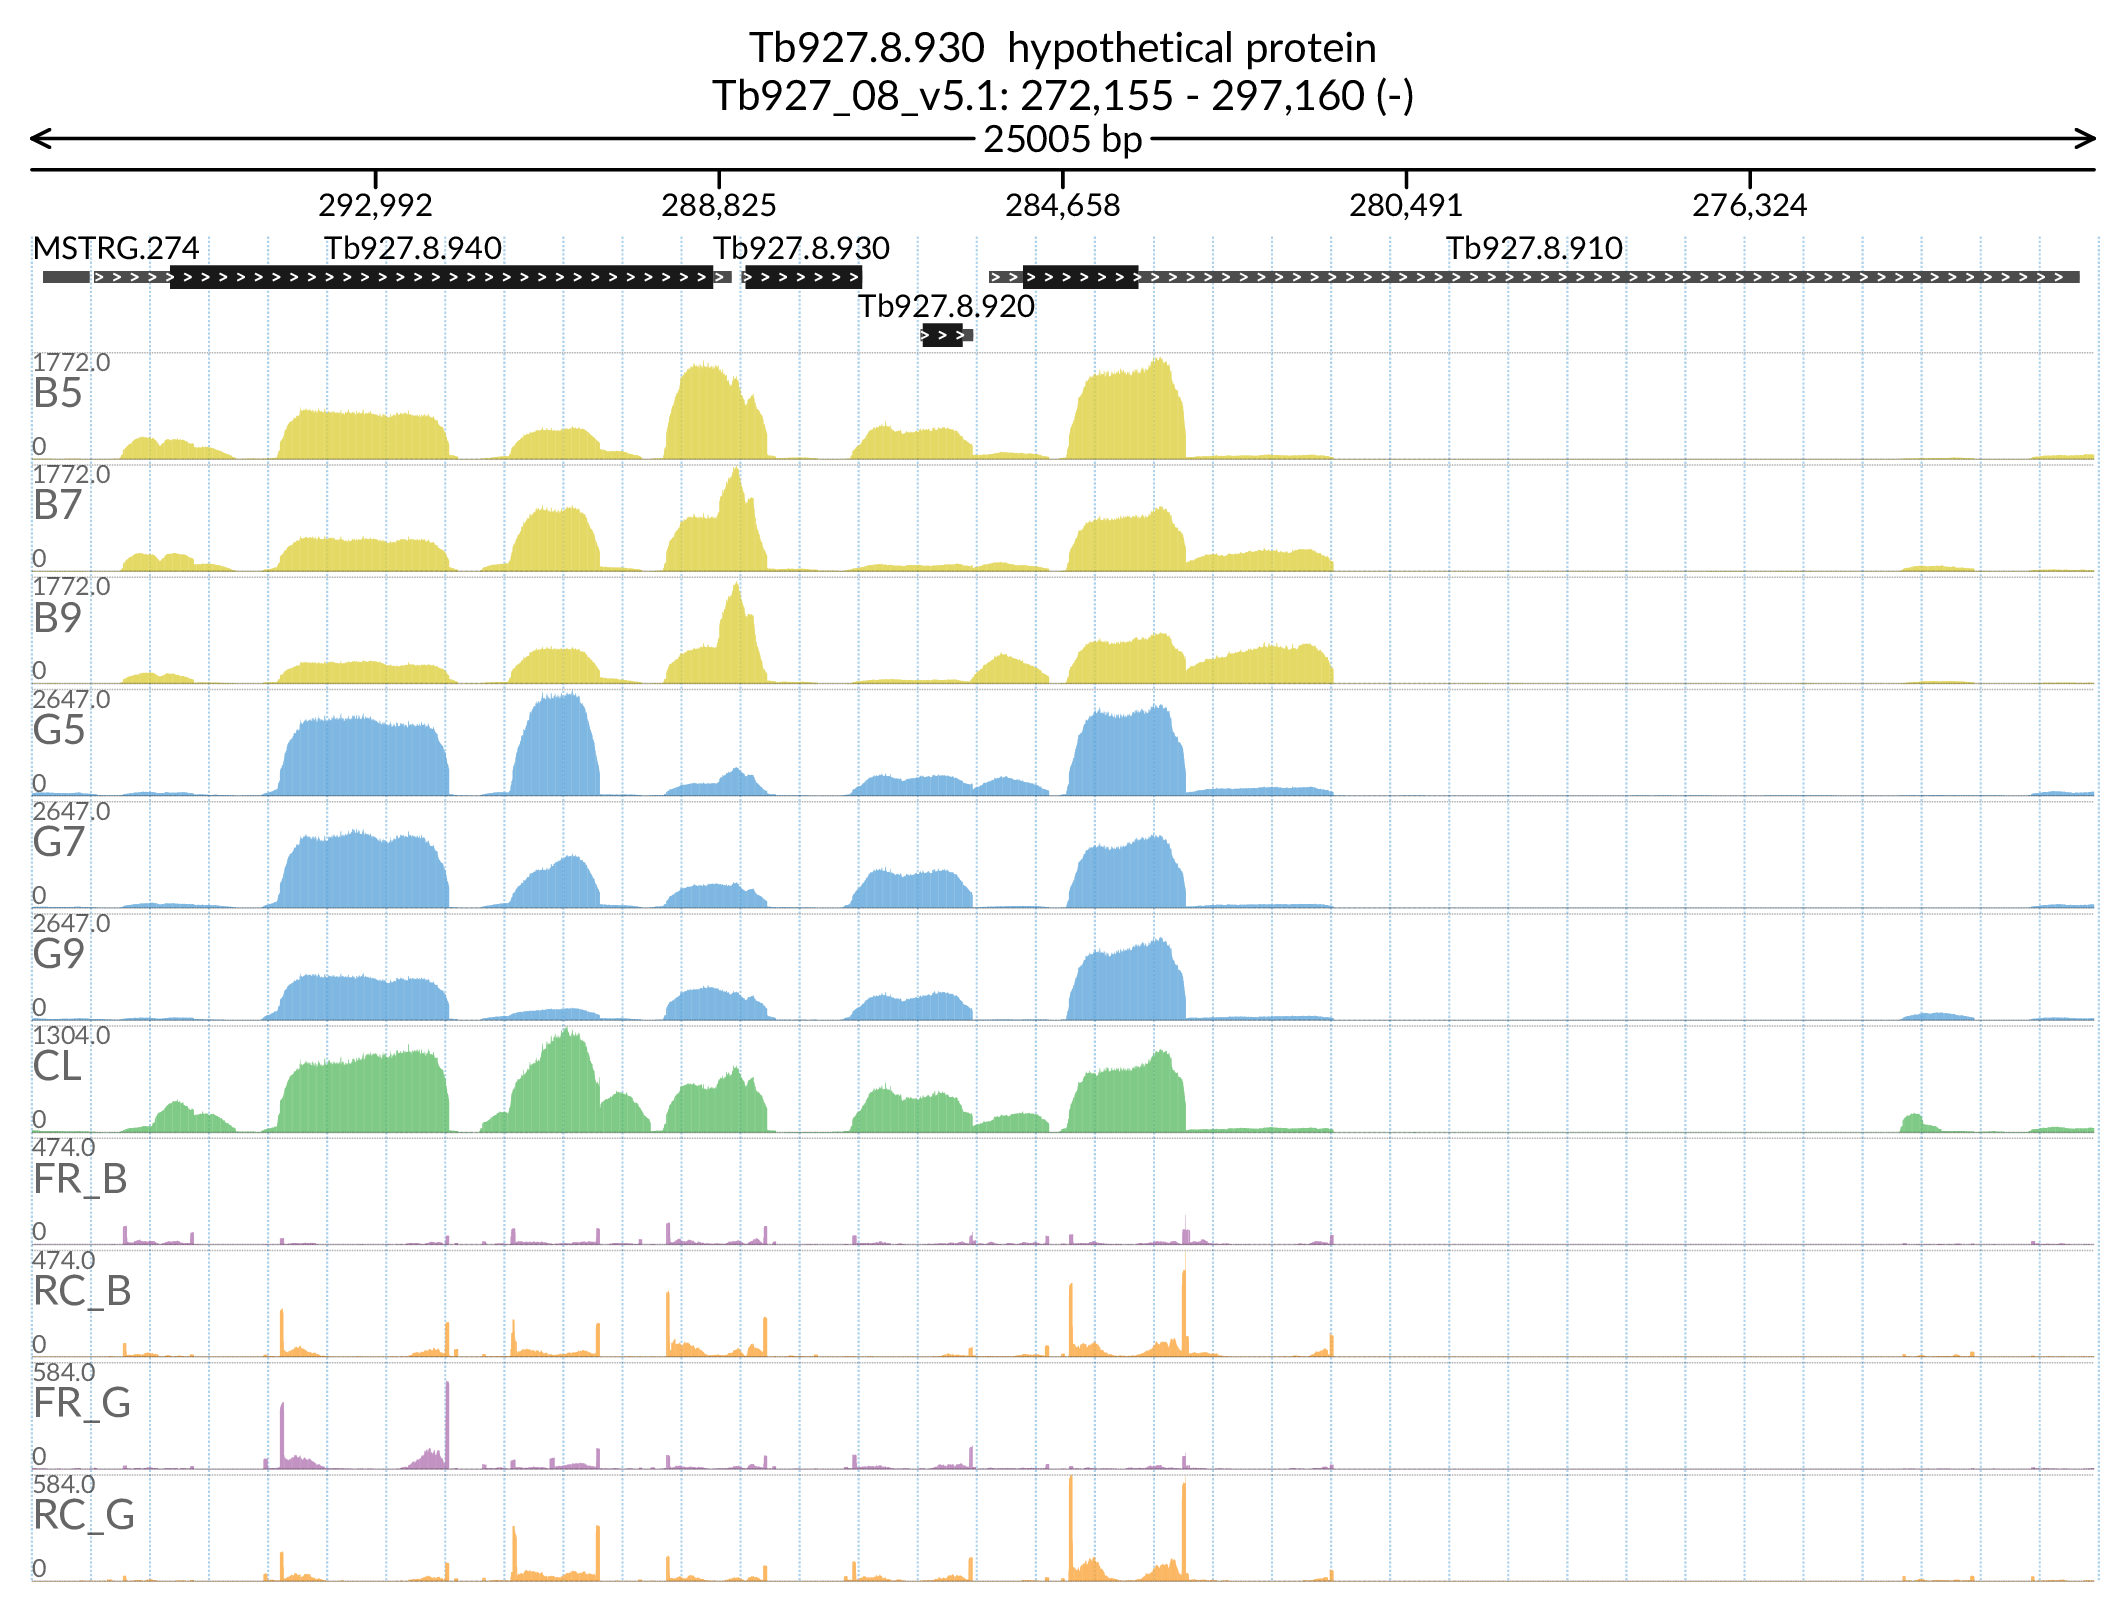 Tb927.8.930 hypothetical protein
Tb927_08_v5.1: 272,155 - 297,160 (-)
25005 bp
292,992 288,825 284,658 280,491 276,324
MSTRG.274 Tb927.8.940 Tb927.8.930 Tb927.8.910
Tb927.8.920
1772.0
B5
0
1772.0
B7
0
1772.0
B9
0
2647.0
G5
0
2647.0
G7
0
2647.0
G9
0
1304.0
CL
0
474.0
FR_B
0
474.0
RC_B
0
584.0
FR_G
0
584.0
RC_G
0